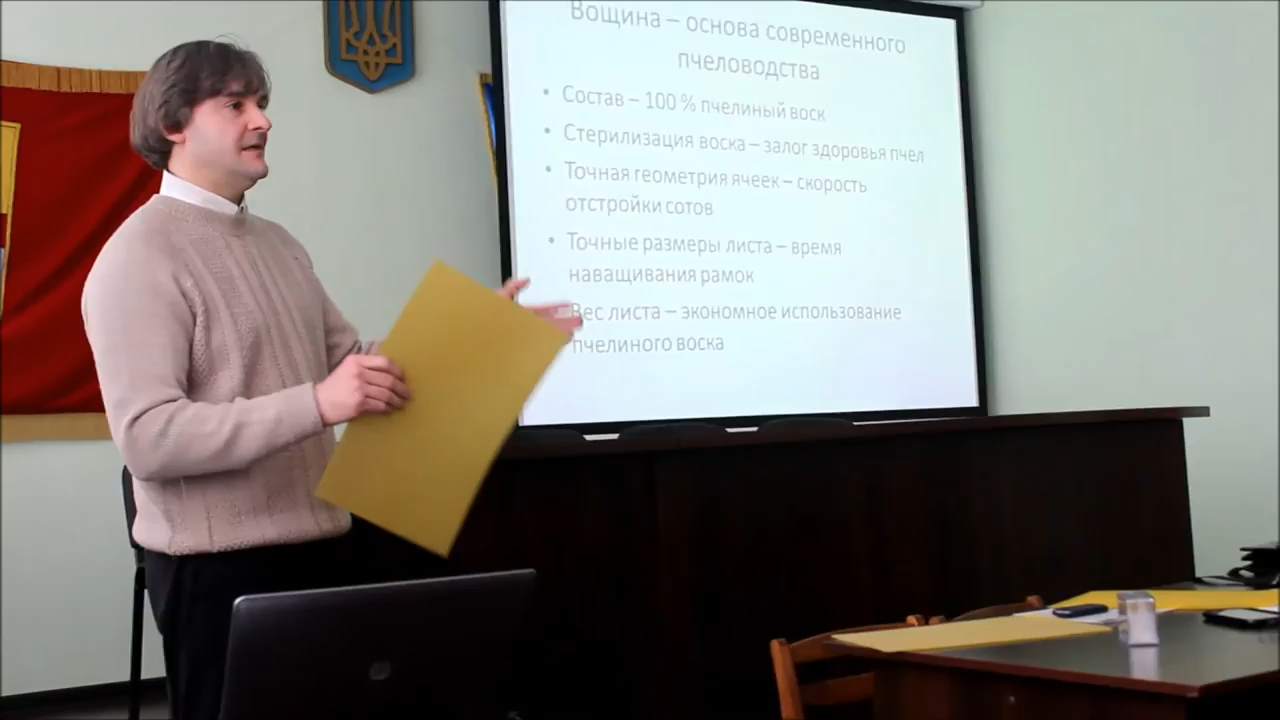 Вощина – основа современного
пчеловодства
• Состав – 100 % пчелиный воск
• Стерилизация воска – залог здоровья пчел
• Точная геометрия ячеек – скорость
отстройки сотов
• Точные размеры листа – время
наващивания рамок
Вес листа – экономное использование
пчелиного воска